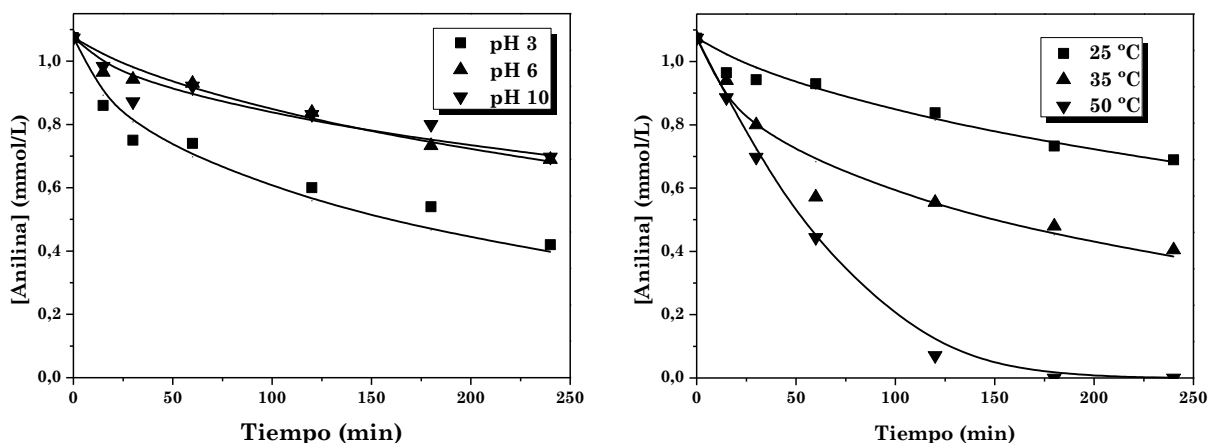 1,0
0,8
0,6
0,4
0,2
0,0
[Anilina] (mmol/L)
pH 3
pH 6
pH 10
0
50
100
150
200
250
Tiempo (min)
1,0
0,8
0,6
0,4
0,2
0,0
[Anilina] (mmol/L)
25 ºC
35 ºC
50 ºC
0
50
100
150
200
250
Tiempo (min)